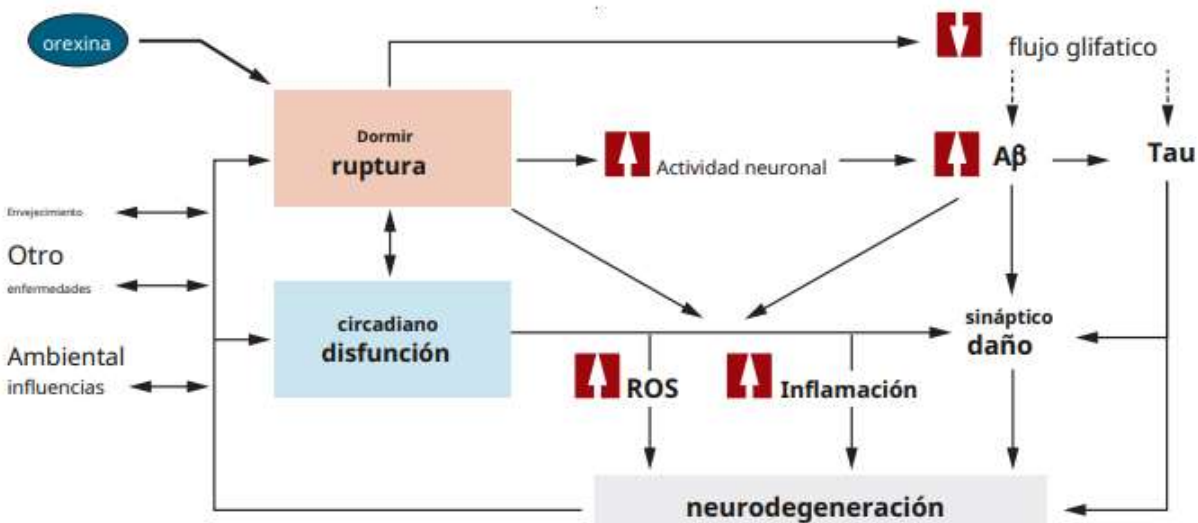 orexina
flujo glifatico
Dormir
ruptura
Actividad neuronal
Aβ
Tau
Envejecimiento
Otro
enfermedades
Ambiental
influencias
circadiano
disfunción
sináptico
daño
ROS
Inflamación
neurodegeneración